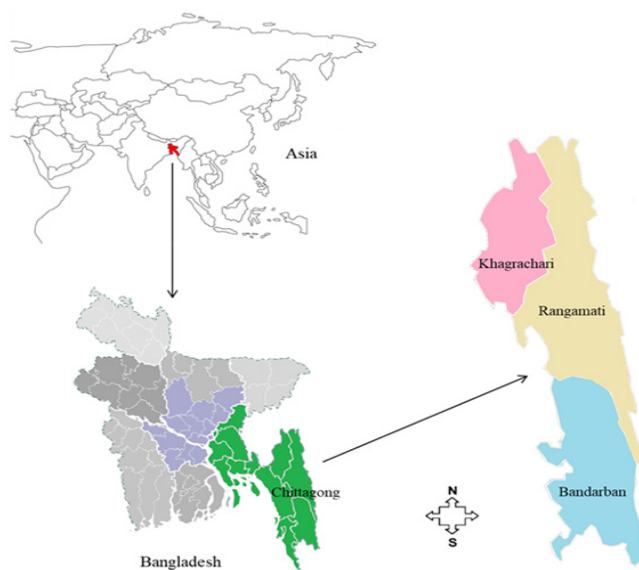 Asia
Khagrachari
Rangamati
Chittagong
Bandarban
N
S
Bangladesh